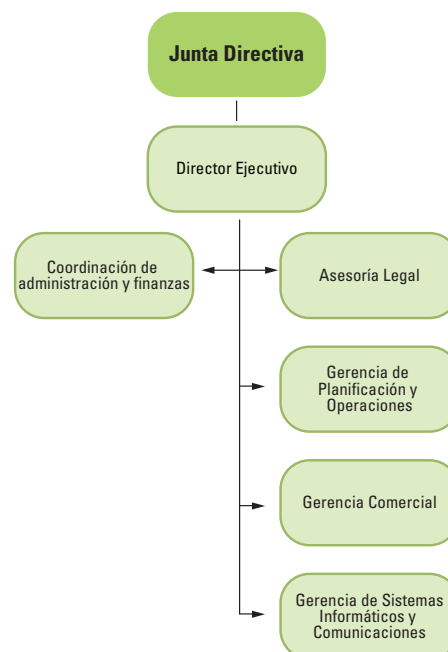 Junta Directiva
Director Ejecutivo
Coordinación de
administración y finanzas
Asesoría Legal
Gerencia de
Planificación y
Operaciones
Gerencia Comercial
Gerencia de Sistemas
Informáticos y
Comunicaciones